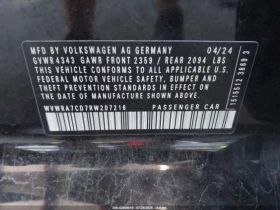 MFD BY VOLKSWAGEN AG GERMANY 04/24
GVWR 4343 GAWR FRONT 2359 / REAR 2094 LBS
THIS VEHICLE CONFORMS TO ALL APPLICABLE
FEDERAL MOTOR VEHICLE
SAFETY, BUMPER, AND
THEFT PREVENTION STANDARDS IN EFFECT
ON THE DATE OF MANUFACTURE SHOWN ABOVE
WVWRA7CD7RW207216 PASSENGER CAR